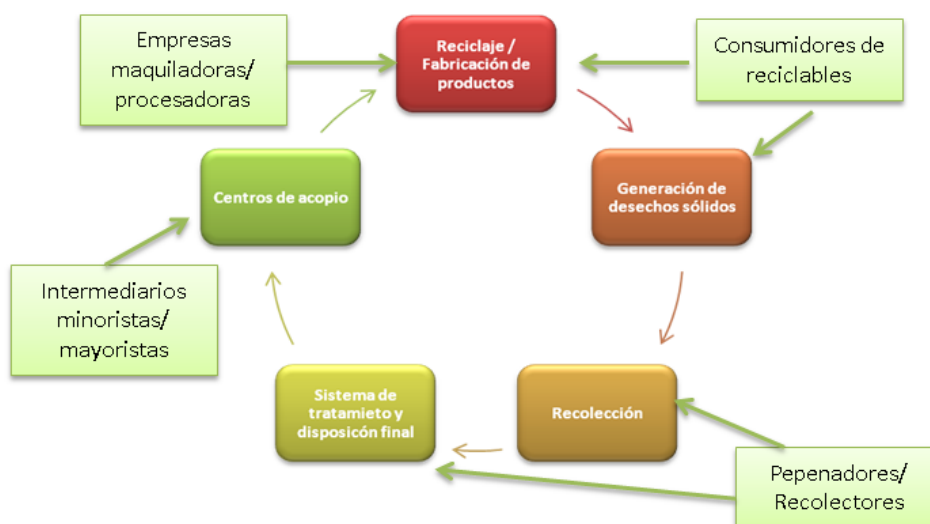 Empresas
maquiladoras/
procesadoras
Reciclaje /
Fabricación de
productos
Consumidores de
reciclables
Centros de acopio
Generación de
desechos sólidos
Intermediarios
minoristas/
mayoristas
Sistema de
tratamieto y
disposicón final
Recolección
Pepenadores/
Recolectores